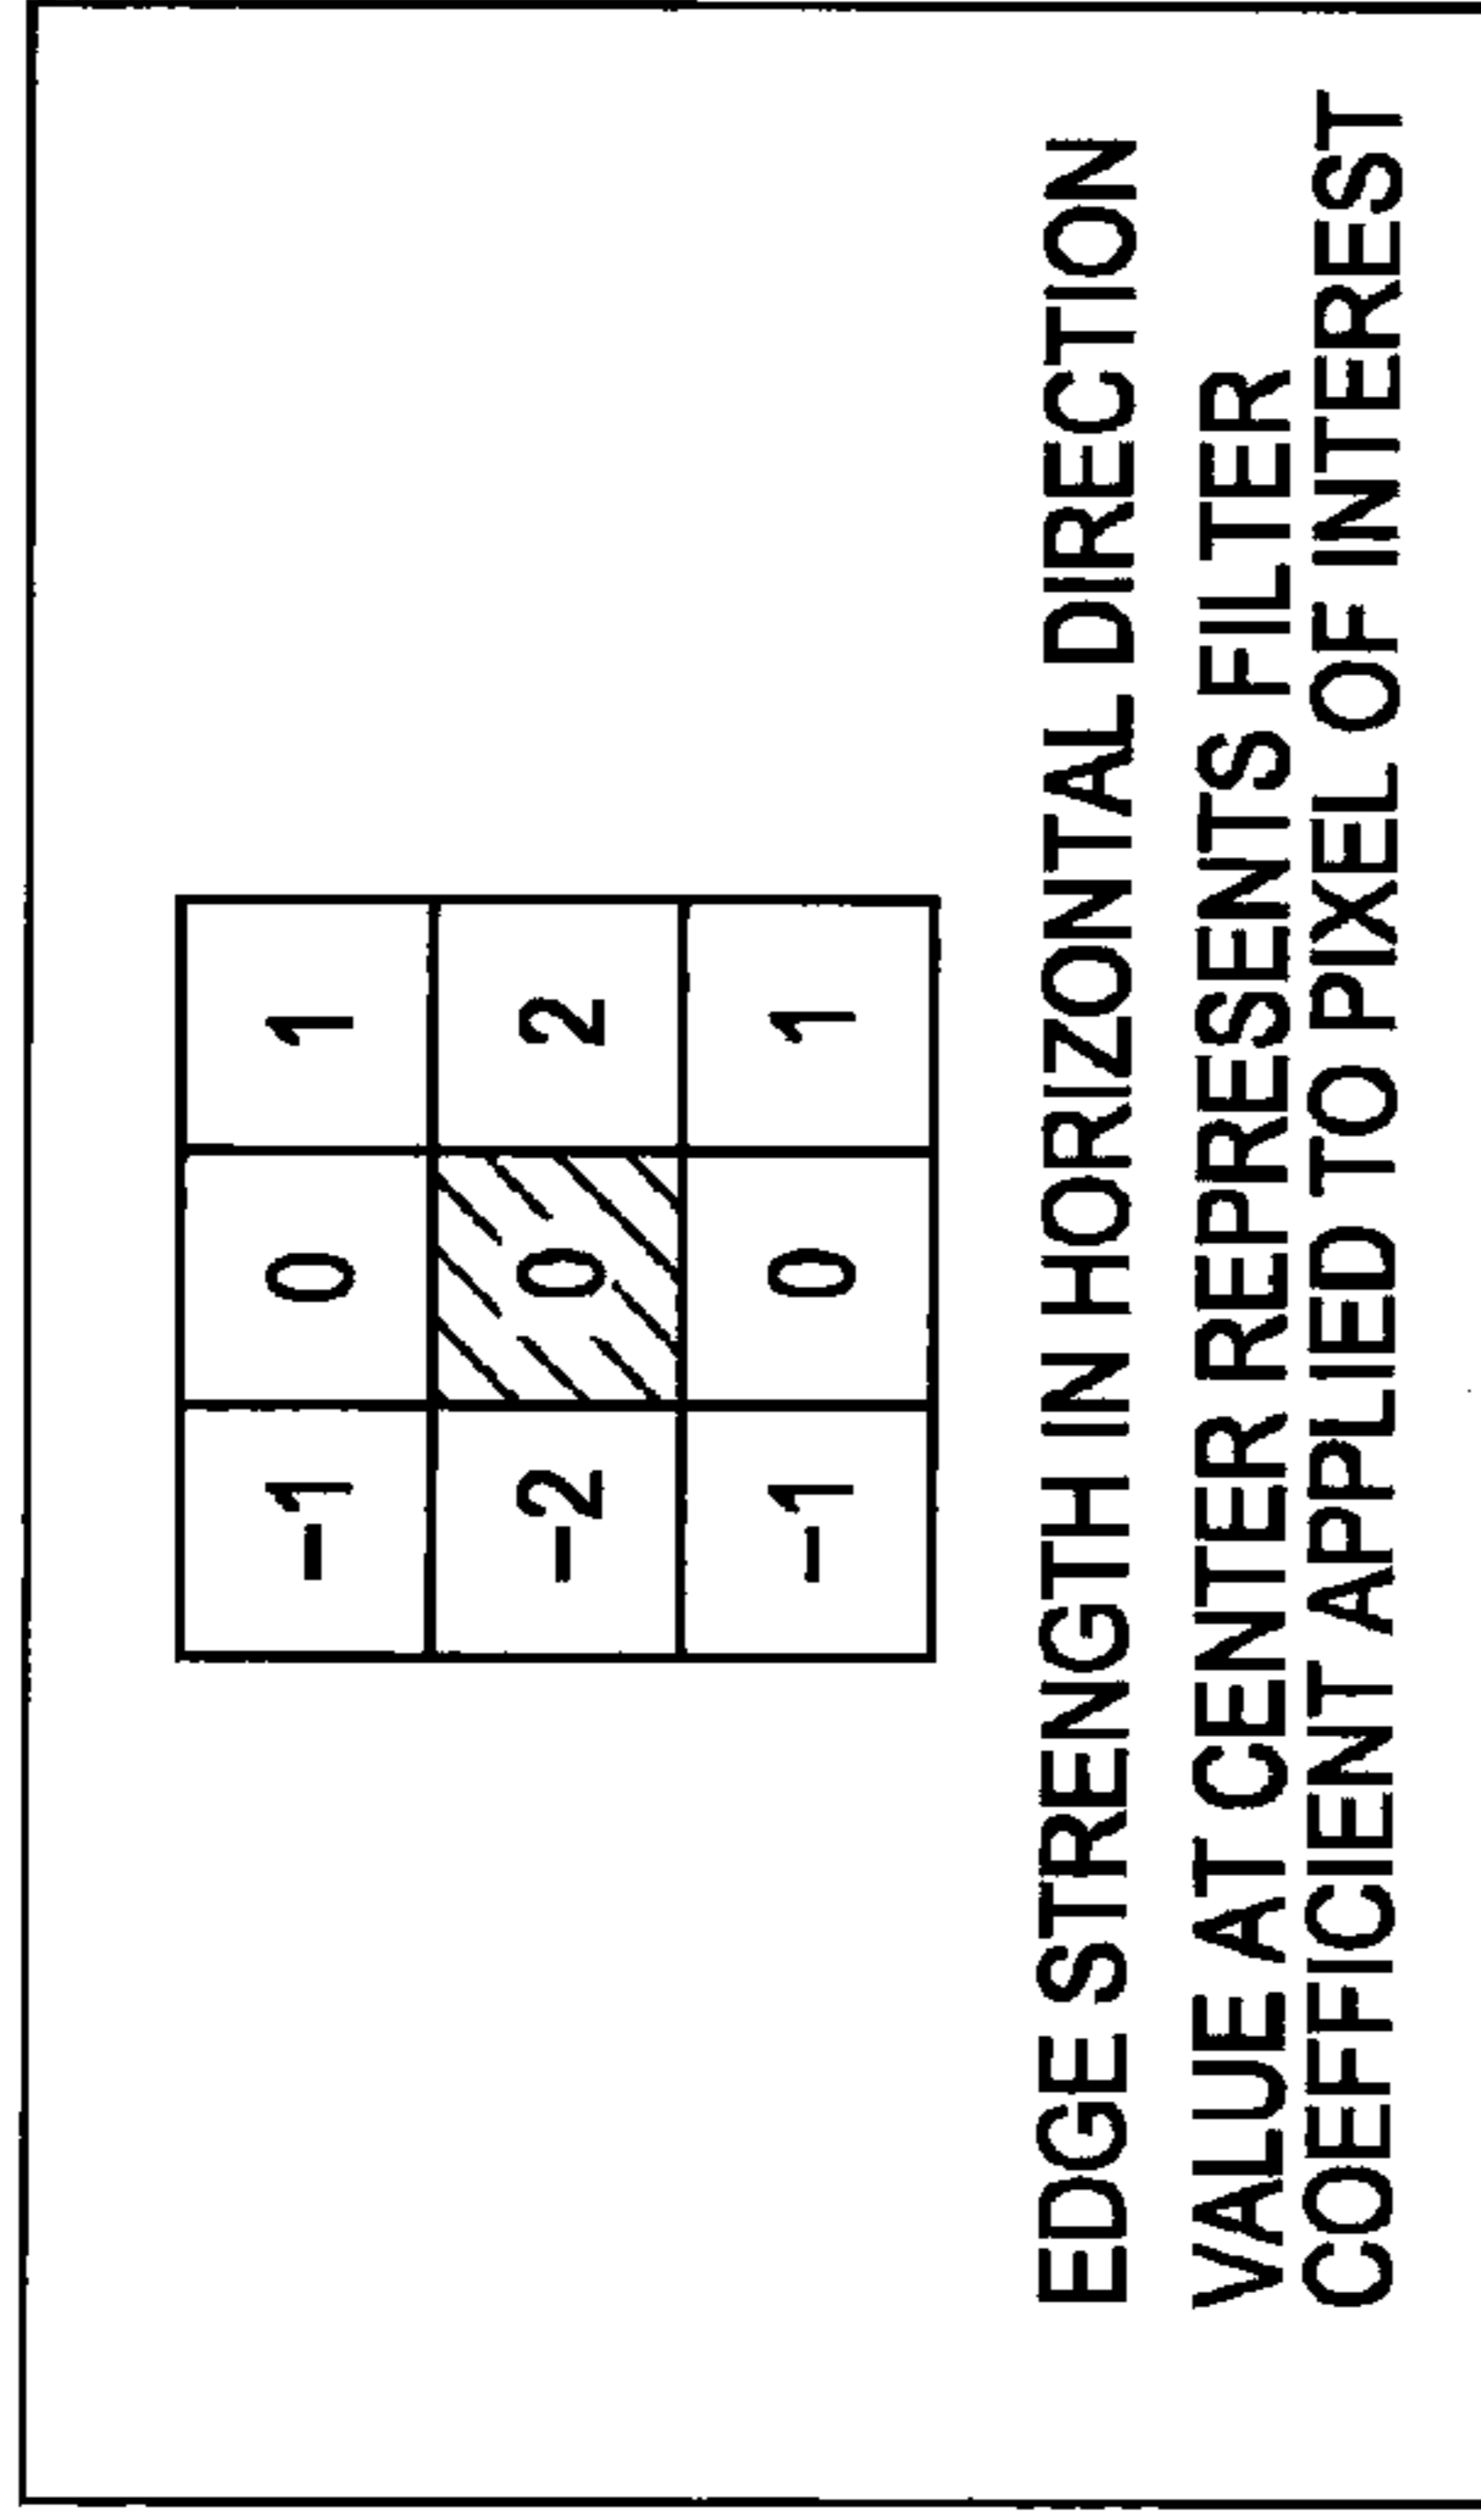 -1 0 1
-2 0 2
-1 0 1
EDGE STRENGTH IN HORIZONTAL DIRECTION
VALUE AT CENTER REPRESENTS FILTER
COEFFICIENT APPLIED TO PIXEL OF INTEREST